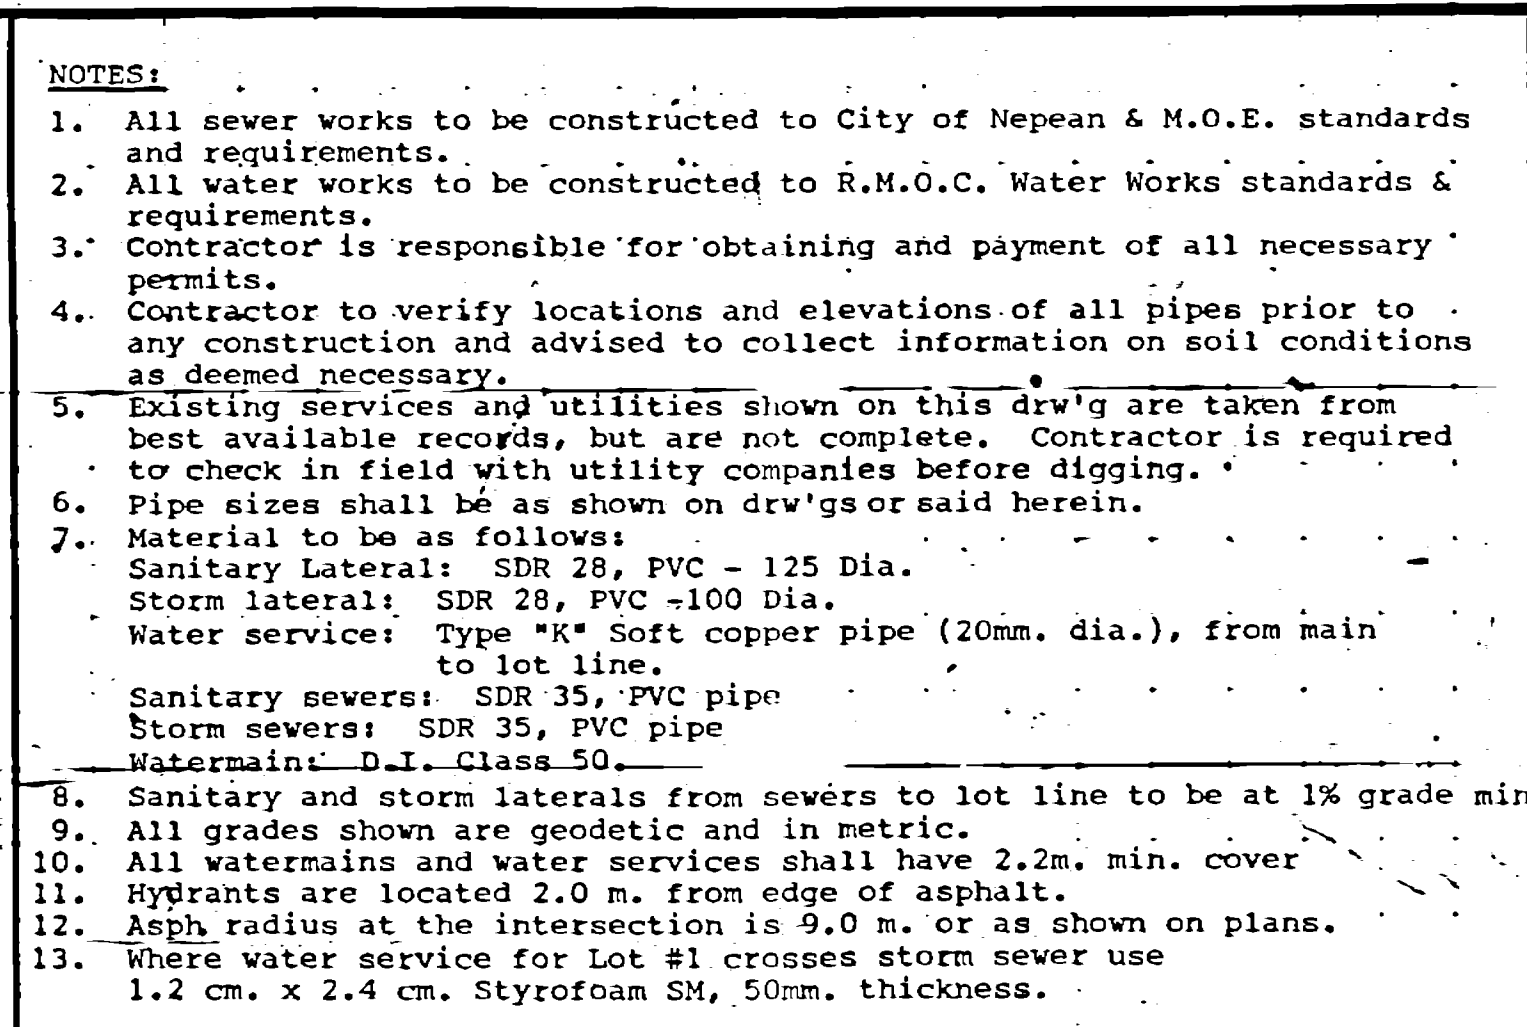 NOTES:
1. All sewer works to be constructed to City of Nepean & M.O.E. standards
and requirements.
2. All water works to be constructed to R.M.O.C. Water Works standards &
requirements.
3. Contractor is responsible for obtaining and payment of all necessary
permits.
4. Contractor to verify locations and elevations of all pipes prior to
any construction and advised to collect information on soil conditions
as deemed necessary.
5. Existing services and utilities shown on this drw'g are taken from
best available records, but are not complete. Contractor is required
to check in field with utility companies before digging.
6. Pipe sizes shall be as shown on drw'gs or said herein.
7. Material to be as follows:
Sanitary Lateral: SDR 28, PVC - 125 Dia.
Storm lateral: SDR 28, PVC -100 Dia.
Water service: Type "K" Soft copper pipe (20mm. dia.), from main
to lot line.
Sanitary sewers: SDR 35, PVC pipe
Storm sewers: SDR 35, PVC pipe
Watermain: D.I. Class 50.
8. Sanitary and storm laterals from sewers to lot line to be at 1% grade min
9. All grades shown are geodetic and in metric.
10. All watermains and water services shall have 2.2m. min. cover
11. Hydrants are located 2.0 m. from edge of asphalt.
12. Asph. radius at the intersection is 9.0 m. or as shown on plans.
13. Where water service for Lot #1 crosses storm sewer use
1.2 cm. x 2.4 cm. Styrofoam SM, 50mm. thickness.